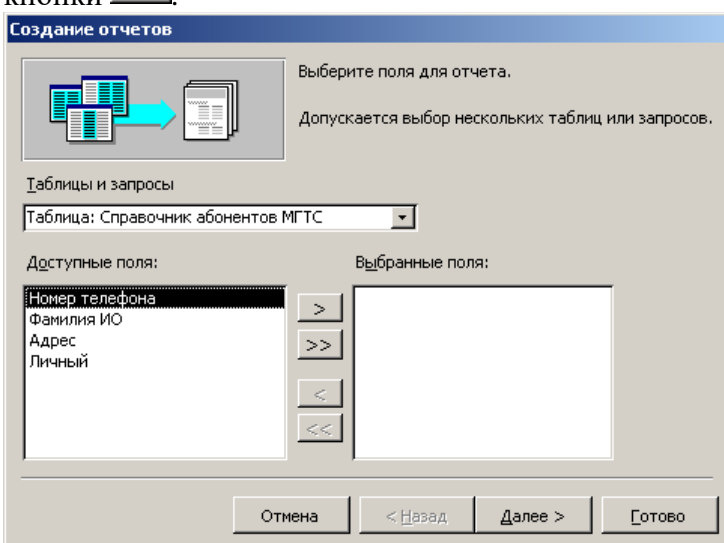 кнопки .
Создание отчетов
Выберите поля для отчета.
Допускается выбор нескольких таблиц или запросов.
Таблицы и запросы
Таблица: Справочник абонентов МГТС
Доступные поля:
Выбранные поля:
Номер телефона
Фамилия ИО
Адрес
Личный
>
>>
<
<<
Отмена
< Назад
Далее >
Готово